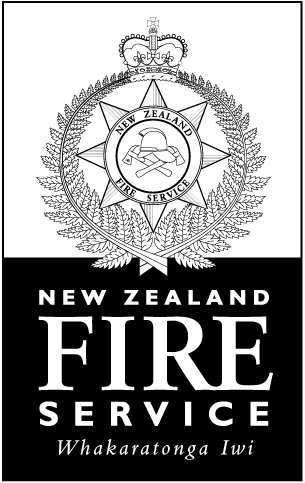 NEW ZEALAND
FIRE SERVICE
NEW ZEALAND
FIRE
SERVICE
Whakaratonga Iwi